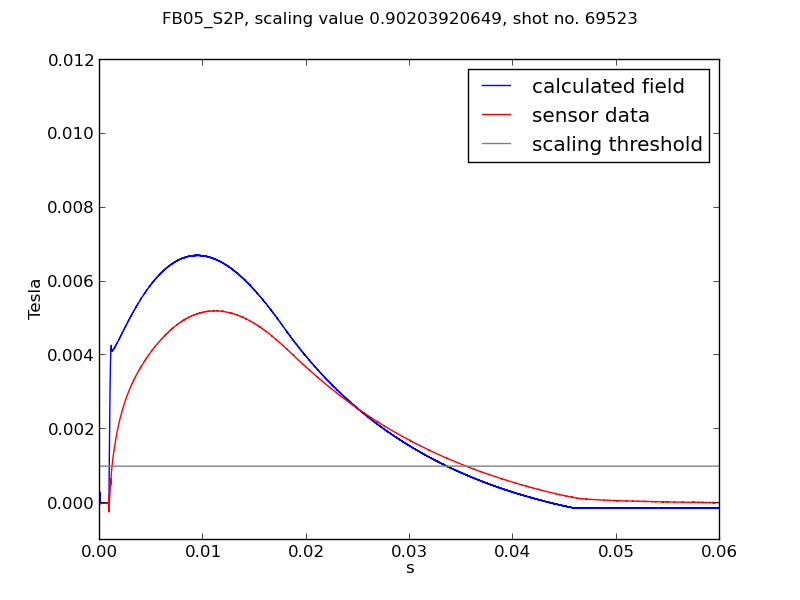 FB05_S2P, scaling value 0.90203920649, shot no. 69523
calculated field
sensor data
scaling threshold
Tesla
0.012
0.010
0.008
0.006
0.004
0.002
0.000
0.00 0.01 0.02 0.03 0.04 0.05 0.06
s